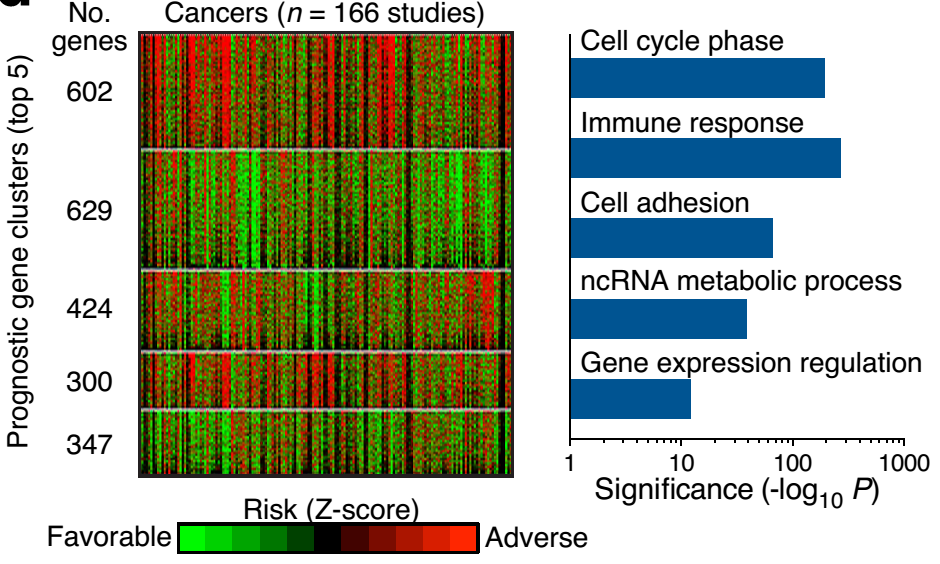 No.
genes
Cancers (n = 166 studies)
Prognostic gene clusters (top 5)
602
629
424
300
347
Risk (Z-score)
Favorable
Adverse
Cell cycle phase
Immune response
Cell adhesion
ncRNA metabolic process
Gene expression regulation
1 10 100 1000
Significance (-log10 P)